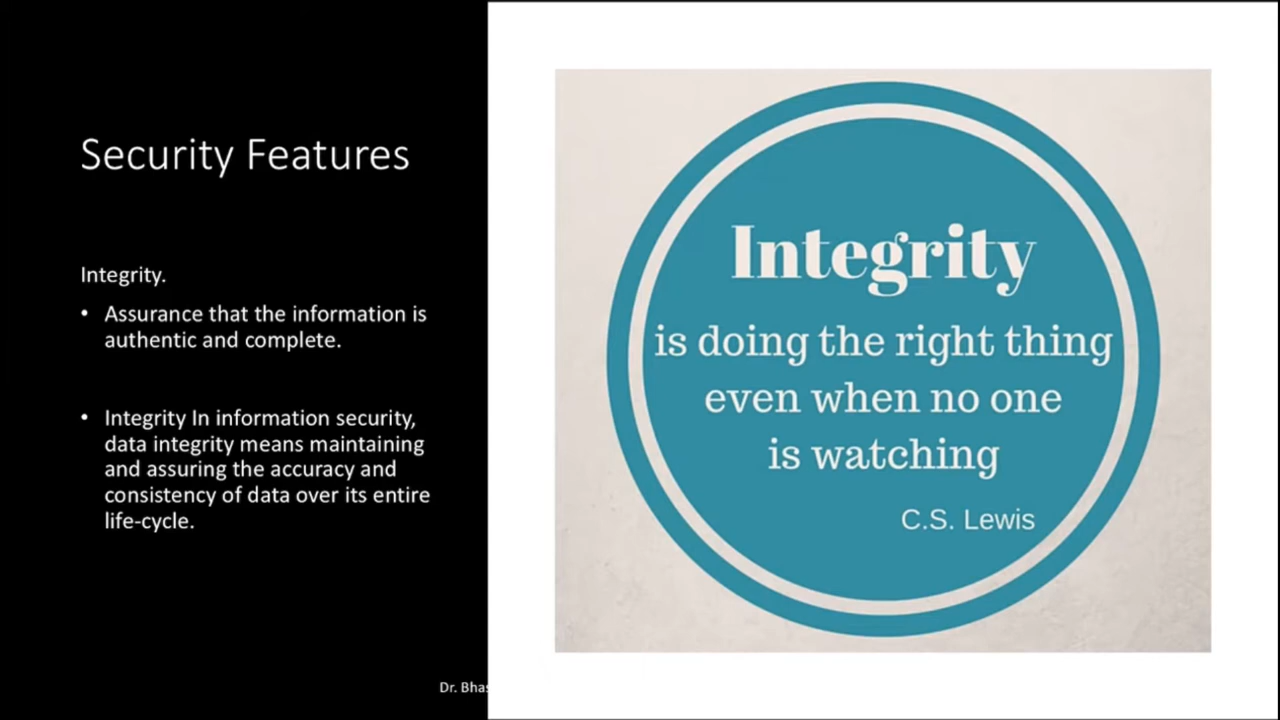 Security Features
Integrity.
• Assurance that the information is
authentic and complete.
• Integrity In information security,
data integrity means maintaining
and assuring the accuracy and
consistency of data over its entire
life-cycle.
Integrity
is doing the right thing
even when no one
is watching
C.S. Lewis
Dr. Bhas